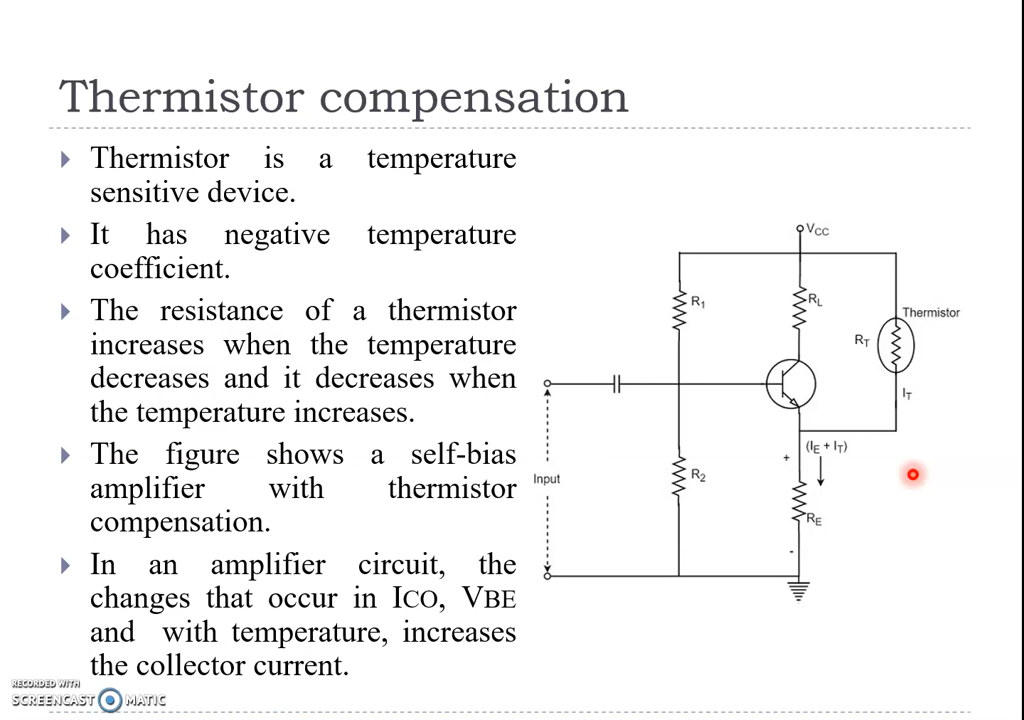 Thermistor compensation
Thermistor is a temperature
sensitive device.
It has negative temperature
coefficient.
The resistance of a thermistor
increases when the temperature
decreases and it decreases when
the temperature increases.
The figure shows a self-bias
amplifier with thermistor
compensation.
In an amplifier circuit, the
changes that occur in ICO, VBE
and with temperature, increases
the collector current.
VCC
R1
RL
Thermistor
RT
IT
(IE + IT)
+
Input
R2
RE
-
RECORDED WITH
SCREENCAST MATIC